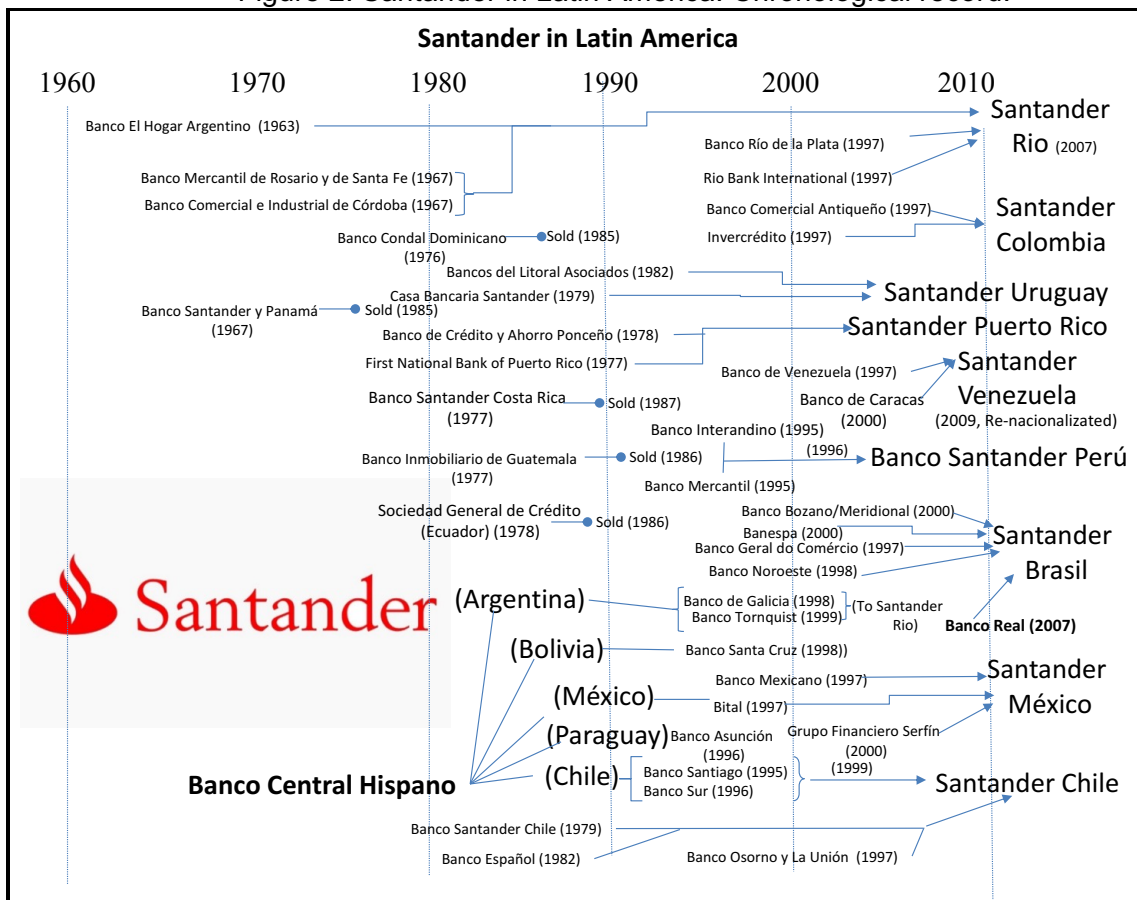 Figure 2. Santander in Latin America. Chronological record.
Santander in Latin America
1960 1970 1980 1990 2000 2010
Banco El Hogar Argentino (1963)
Santander
Rio (2007)
Banco Río de la Plata (1997)
Banco Mercantil de Rosario y de Santa Fe (1967)
Rio Bank International (1997)
Banco Comercial e Industrial de Córdoba (1967)
Banco Comercial Antiqueño (1997)
Santander
Colombia
Banco Condal Dominicano
(1976)
Sold (1985)
Invercrédito (1997)
Bancos del Litoral Asociados (1982)
Casa Bancaria Santander (1979)
Santander Uruguay
Banco Santander y Panamá
(1967)
Sold (1985)
Banco de Crédito y Ahorro Ponceño (1978)
Santander Puerto Rico
First National Bank of Puerto Rico (1977)
Banco de Venezuela (1997)
Santander
Venezuela
(2009, Re-nacionalizated)
Banco Santander Costa Rica
(1977)
Sold (1987)
Banco de Caracas
(2000)
Banco Interandino (1995)
(1996)
Banco Inmobiliario de Guatemala
(1977)
Sold (1986)
Banco Santander Perú
Banco Mercantil (1995)
Sociedad General de Crédito
(Ecuador) (1978)
Sold (1986)
Banco Bozano/Meridional (2000)
Banespa (2000)
Santander
Brasil
Banco Geral do Comércio (1997)
Banco Noroeste (1998)
Santander
(Argentina)
Banco de Galicia (1998)
Banco Tornquist (1999)
(To Santander
Rio)
Banco Real (2007)
(Bolivia)
Banco Santa Cruz (1998))
Santander
México
Banco Mexicano (1997)
(México)
Bital (1997)
Grupo Financiero Serfín
(2000)
(Paraguay)
Banco Asunción
(1996)
(1999)
Banco Central Hispano
(Chile)
Banco Santiago (1995)
Banco Sur (1996)
Santander Chile
Banco Santander Chile (1979)
Banco Español (1982)
Banco Osorno y La Unión (1997)